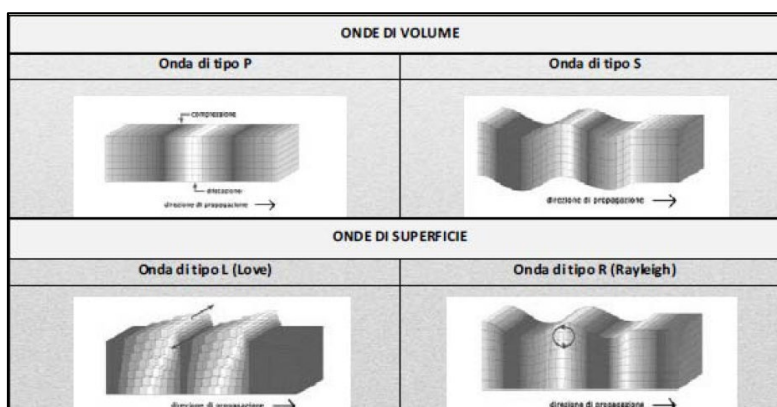 ONDE DI VOLUME
Onda di tipo P
Onda di tipo S
compressione
dilatazione
direzione di propagazione
direzione di propagazione
ONDE DI SUPERFICIE
Onda di tipo L (Love)
Onda di tipo R (Rayleigh)
direzione di propagazione
direzione di propagazione